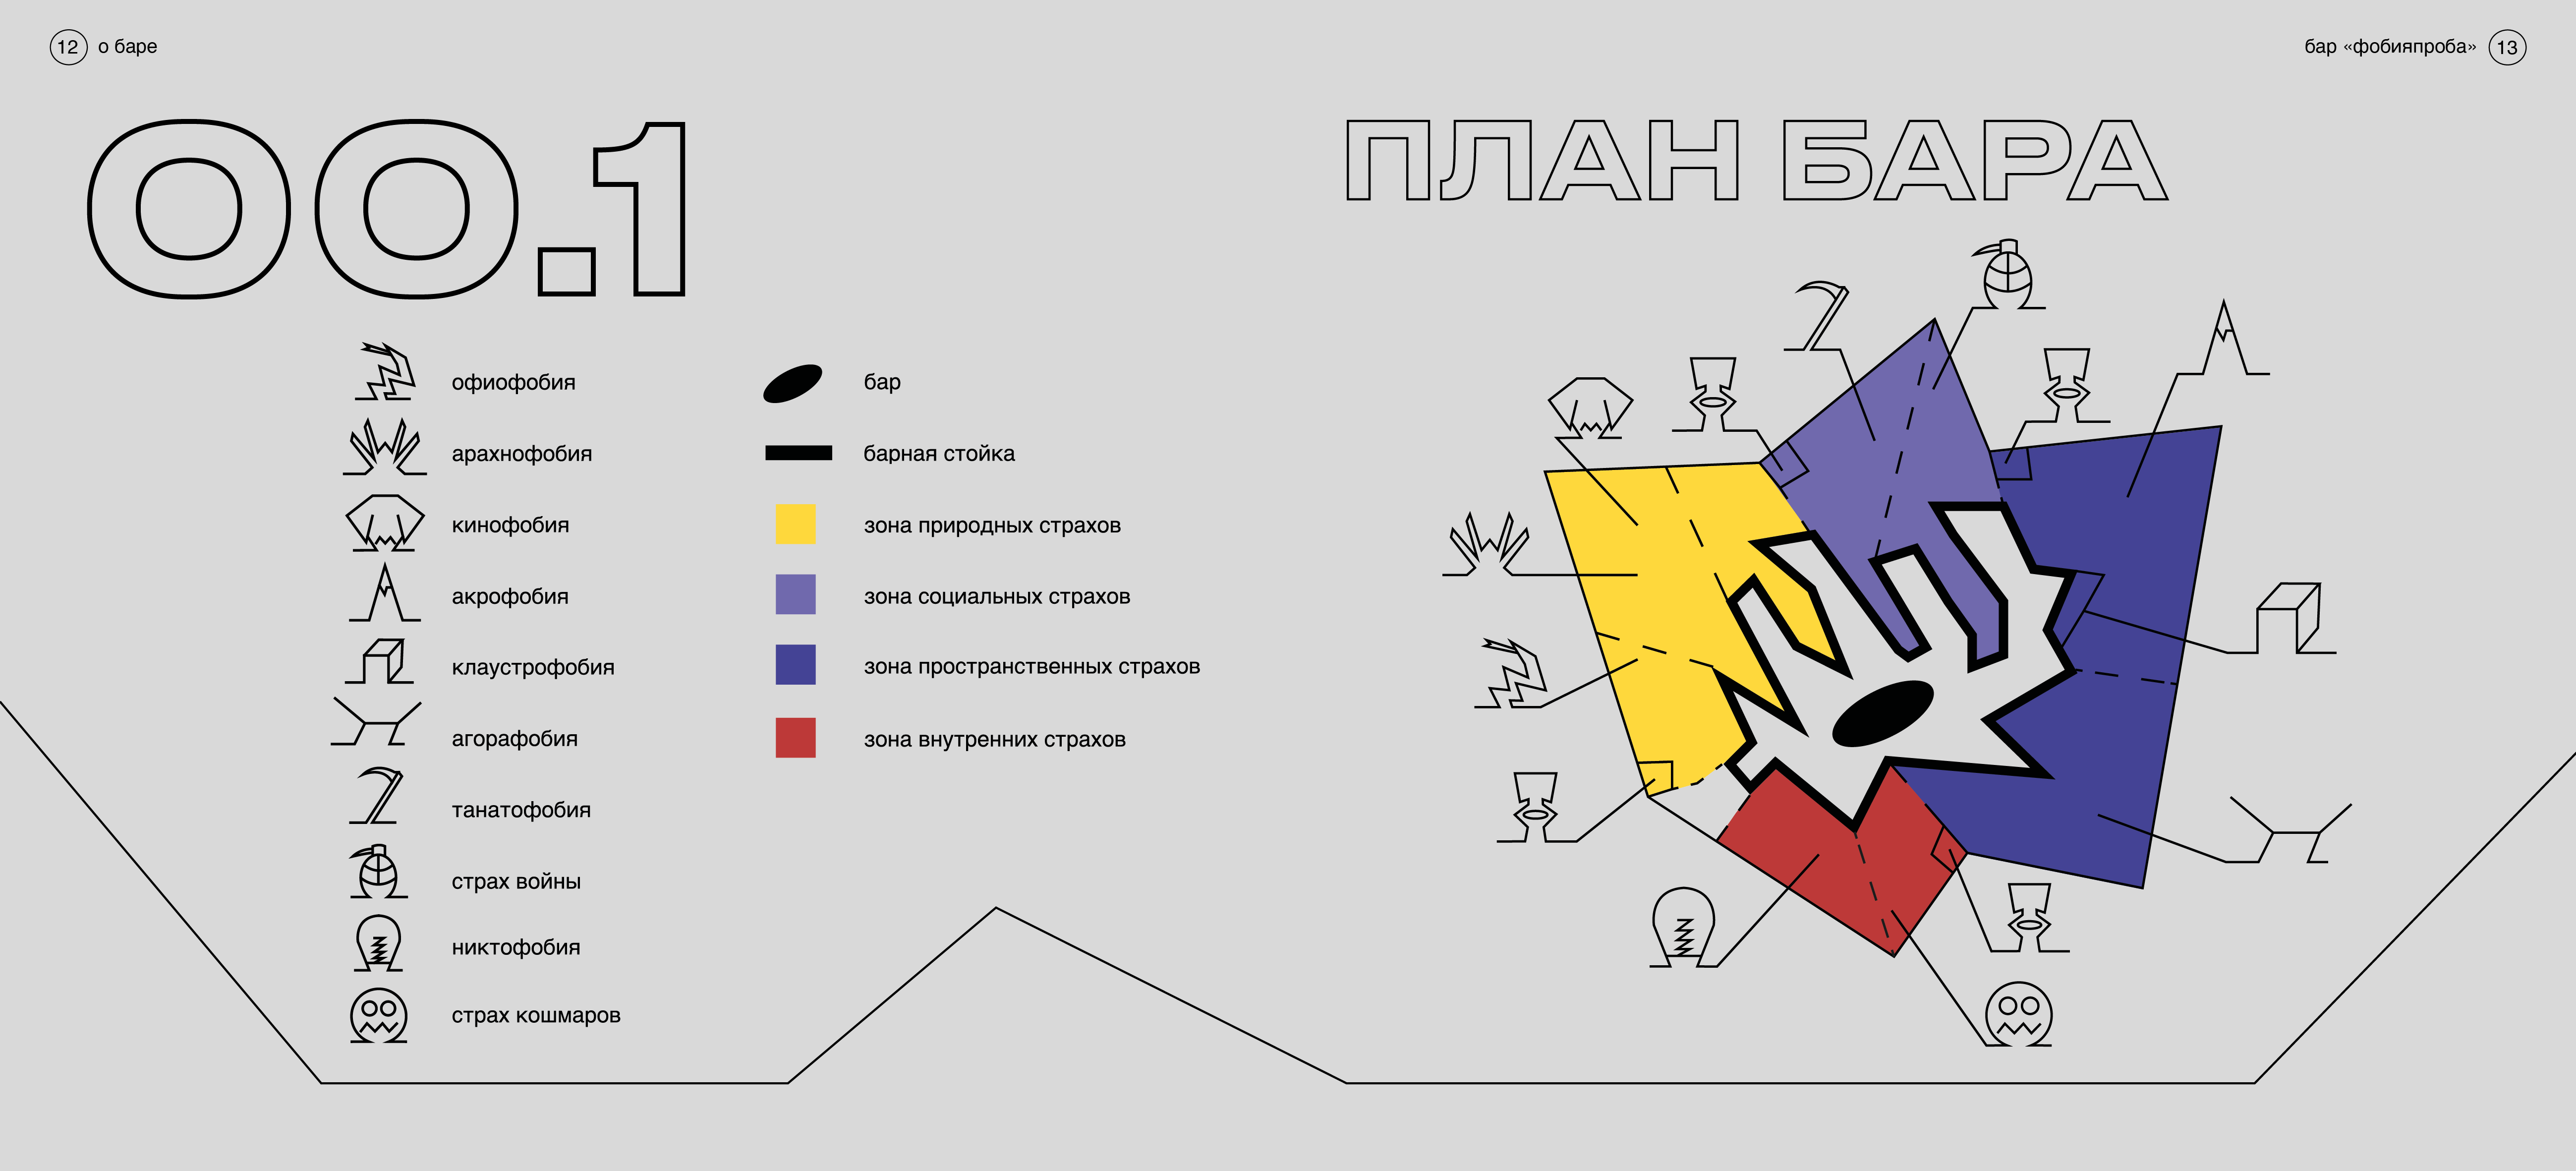 12 о баре
бар «фобияпроба» 13
00.1
ПЛАН БАРА
офиофобия
арахнофобия
кинофобия
акрофобия
клаустрофобия
агорафобия
танатофобия
страх войны
никтофобия
страх кошмаров
бар
барная стойка
зона природных страхов
зона социальных страхов
зона пространственных страхов
зона внутренних страхов